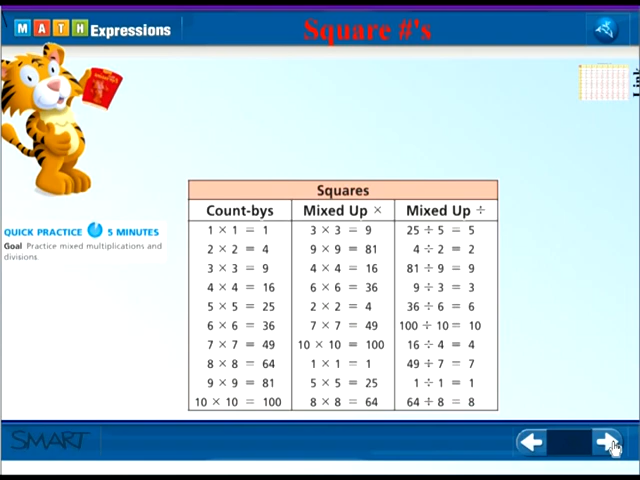 MATH Expressions
Square #'s
Link
QUICK PRACTICE 5 MINUTES
Goal Practice mixed multiplications and
divisions
Squares
Count-bys Mixed Up × Mixed Up ÷
1 × 1 = 1 3 × 3 = 9 25 ÷ 5 = 5
2 × 2 = 4 9 × 9 = 81 4 ÷ 2 = 2
3 × 3 = 9 4 × 4 = 16 81 ÷ 9 = 9
4 × 4 = 16 6 × 6 = 36 9 ÷ 3 = 3
5 × 5 = 25 2 × 2 = 4 36 ÷ 6 = 6
6 × 6 = 36 7 × 7 = 49 100 ÷ 10 = 10
7 × 7 = 49 10 × 10 = 100 16 ÷ 4 = 4
8 × 8 = 64 1 × 1 = 1 49 ÷ 7 = 7
9 × 9 = 81 5 × 5 = 25 1 ÷ 1 = 1
10 × 10 = 100 8 × 8 = 64 64 ÷ 8 = 8
SMART